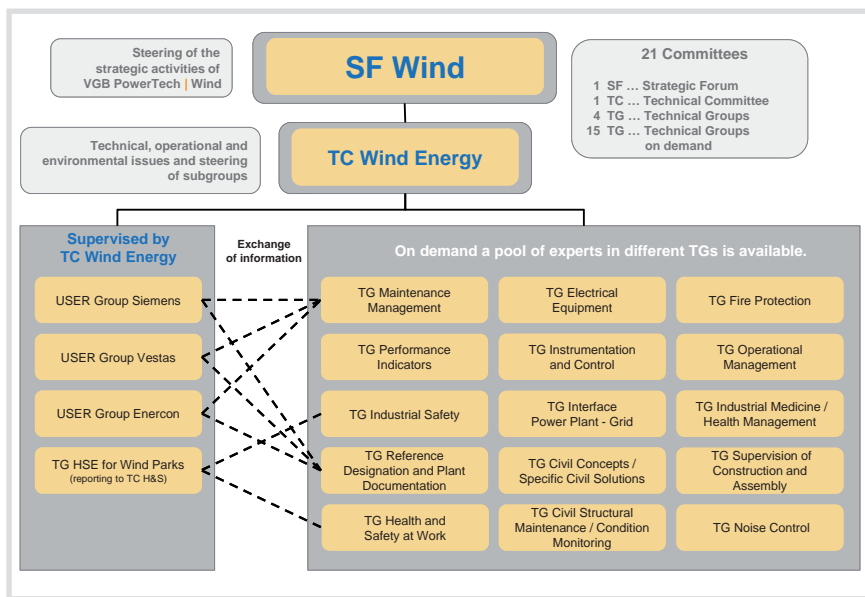 Steering of the
strategic activities of
VGB PowerTech | Wind
SF Wind
21 Committees
1 SF ... Strategic Forum
1 TC ... Technical Committee
4 TG ... Technical Groups
15 TG ... Technical Groups
on demand
Technical, operational and
environmental issues and steering
of subgroups
TC Wind Energy
Supervised by
TC Wind Energy
Exchange
of information
On demand a pool of experts in different TGs is available.
USER Group Siemens
USER Group Vestas
USER Group Enercon
TG HSE for Wind Parks
(reporting to TC H&S)
TG Maintenance
Management
TG Electrical
Equipment
TG Fire Protection
TG Performance
Indicators
TG Instrumentation
and Control
TG Operational
Management
TG Industrial Safety
TG Interface
Power Plant - Grid
TG Industrial Medicine /
Health Management
TG Reference
Designation and Plant
Documentation
TG Civil Concepts /
Specific Civil Solutions
TG Supervision of
Construction and
Assembly
TG Health and
Safety at Work
TG Civil Structural
Maintenance / Condition
Monitoring
TG Noise Control